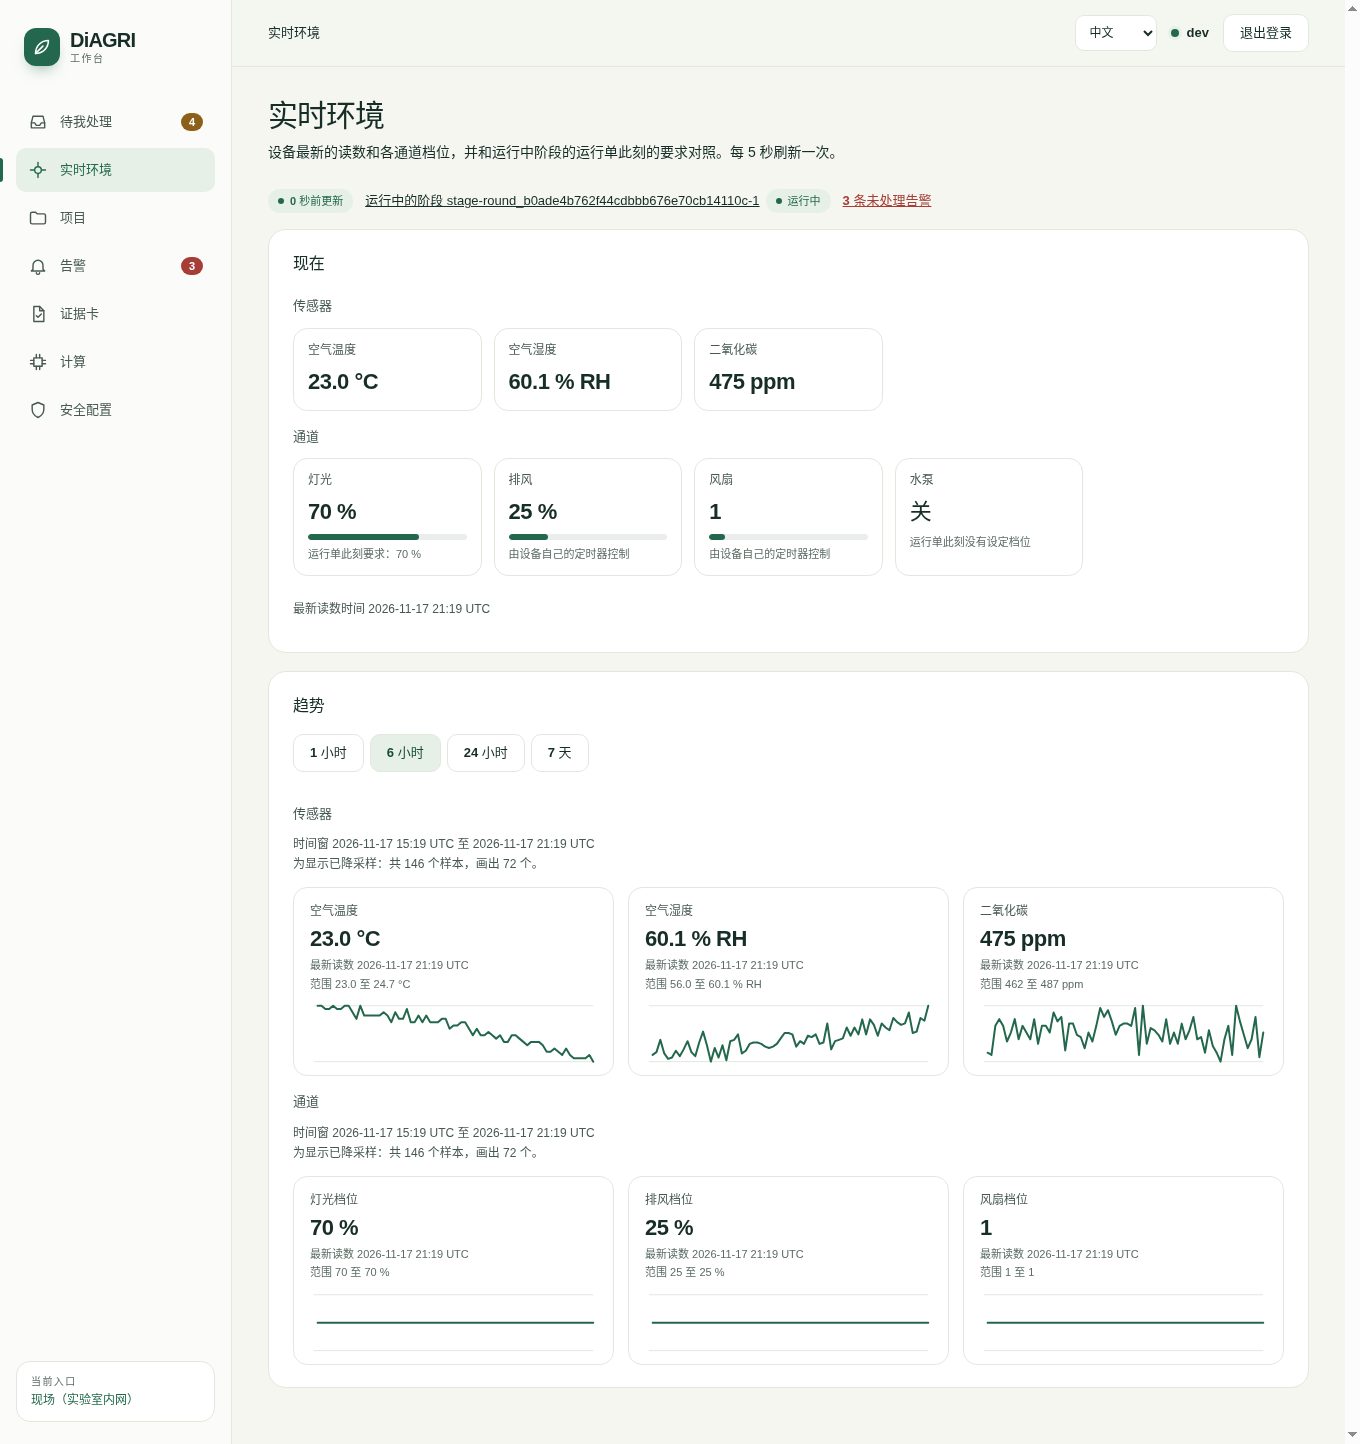 DiAGRI
工作台
待我处理 4
实时环境
项目
告警 3
证据卡
计算
安全配置
当前入口
现场（实验室内网）
实时环境
中文
dev
退出登录
实时环境
设备最新的读数和各通道档位，并和运行中阶段的运行单此刻的要求对照。每 5 秒刷新一次。
0 秒前更新 运行中的阶段 stage-round_b0ade4b762f44cdbbb676e70cb14110c-1 运行中 3 条未处理告警
现在
传感器
空气温度
23.0 °C
空气湿度
60.1 % RH
二氧化碳
475 ppm
通道
灯光
70 %
运行单此刻要求：70 %
排风
25 %
由设备自己的定时器控制
风扇
1
由设备自己的定时器控制
水泵
关
运行单此刻没有设定档位
最新读数时间 2026-11-17 21:19 UTC
趋势
1 小时
6 小时
24 小时
7 天
传感器
时间窗 2026-11-17 15:19 UTC 至 2026-11-17 21:19 UTC
为显示已降采样：共 146 个样本，画出 72 个。
空气温度
23.0 °C
最新读数 2026-11-17 21:19 UTC
范围 23.0 至 24.7 °C
空气湿度
60.1 % RH
最新读数 2026-11-17 21:19 UTC
范围 56.0 至 60.1 % RH
二氧化碳
475 ppm
最新读数 2026-11-17 21:19 UTC
范围 462 至 487 ppm
通道
时间窗 2026-11-17 15:19 UTC 至 2026-11-17 21:19 UTC
为显示已降采样：共 146 个样本，画出 72 个。
灯光档位
70 %
最新读数 2026-11-17 21:19 UTC
范围 70 至 70 %
排风档位
25 %
最新读数 2026-11-17 21:19 UTC
范围 25 至 25 %
风扇档位
1
最新读数 2026-11-17 21:19 UTC
范围 1 至 1